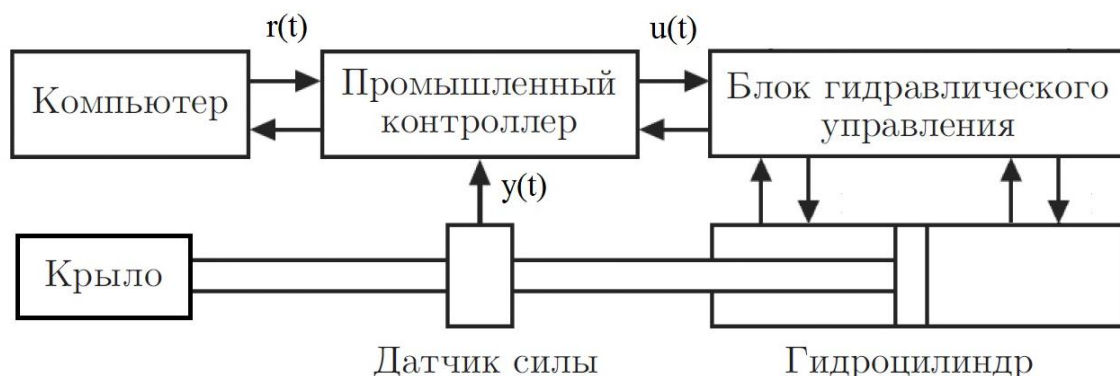 r(t)
u(t)
Компьютер
Промышленный
контроллер
Блок гидравлического
управления
y(t)
Крыло
Датчик силы
Гидроцилиндр